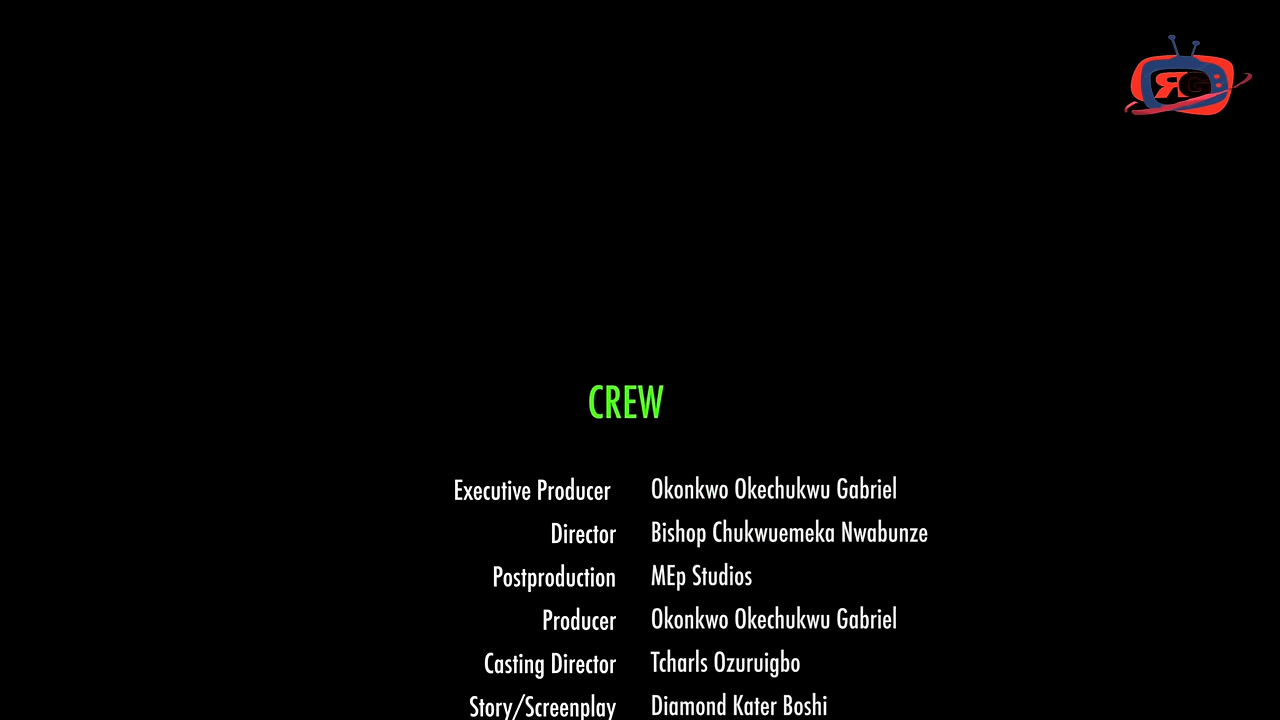 RG
CREW
Executive Producer Okonkwo Okechukwu Gabriel
Director Bishop Chukwuemeka Nwabunze
Postproduction MEp Studios
Producer Okonkwo Okechukwu Gabriel
Casting Director Tcharls Ozuruigbo
Story/Screenplay Diamond Kater Boshi